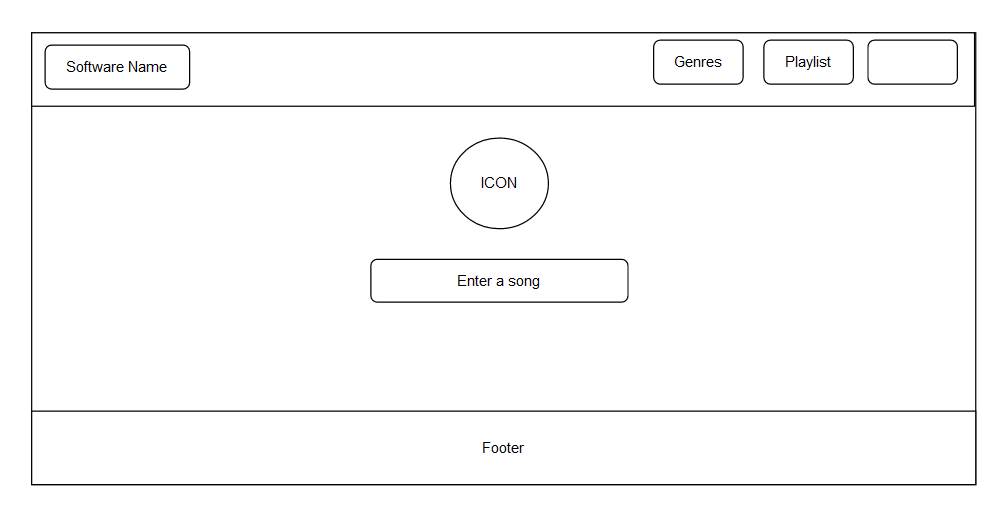 Software Name
Genres
Playlist
ICON
Enter a song
Footer